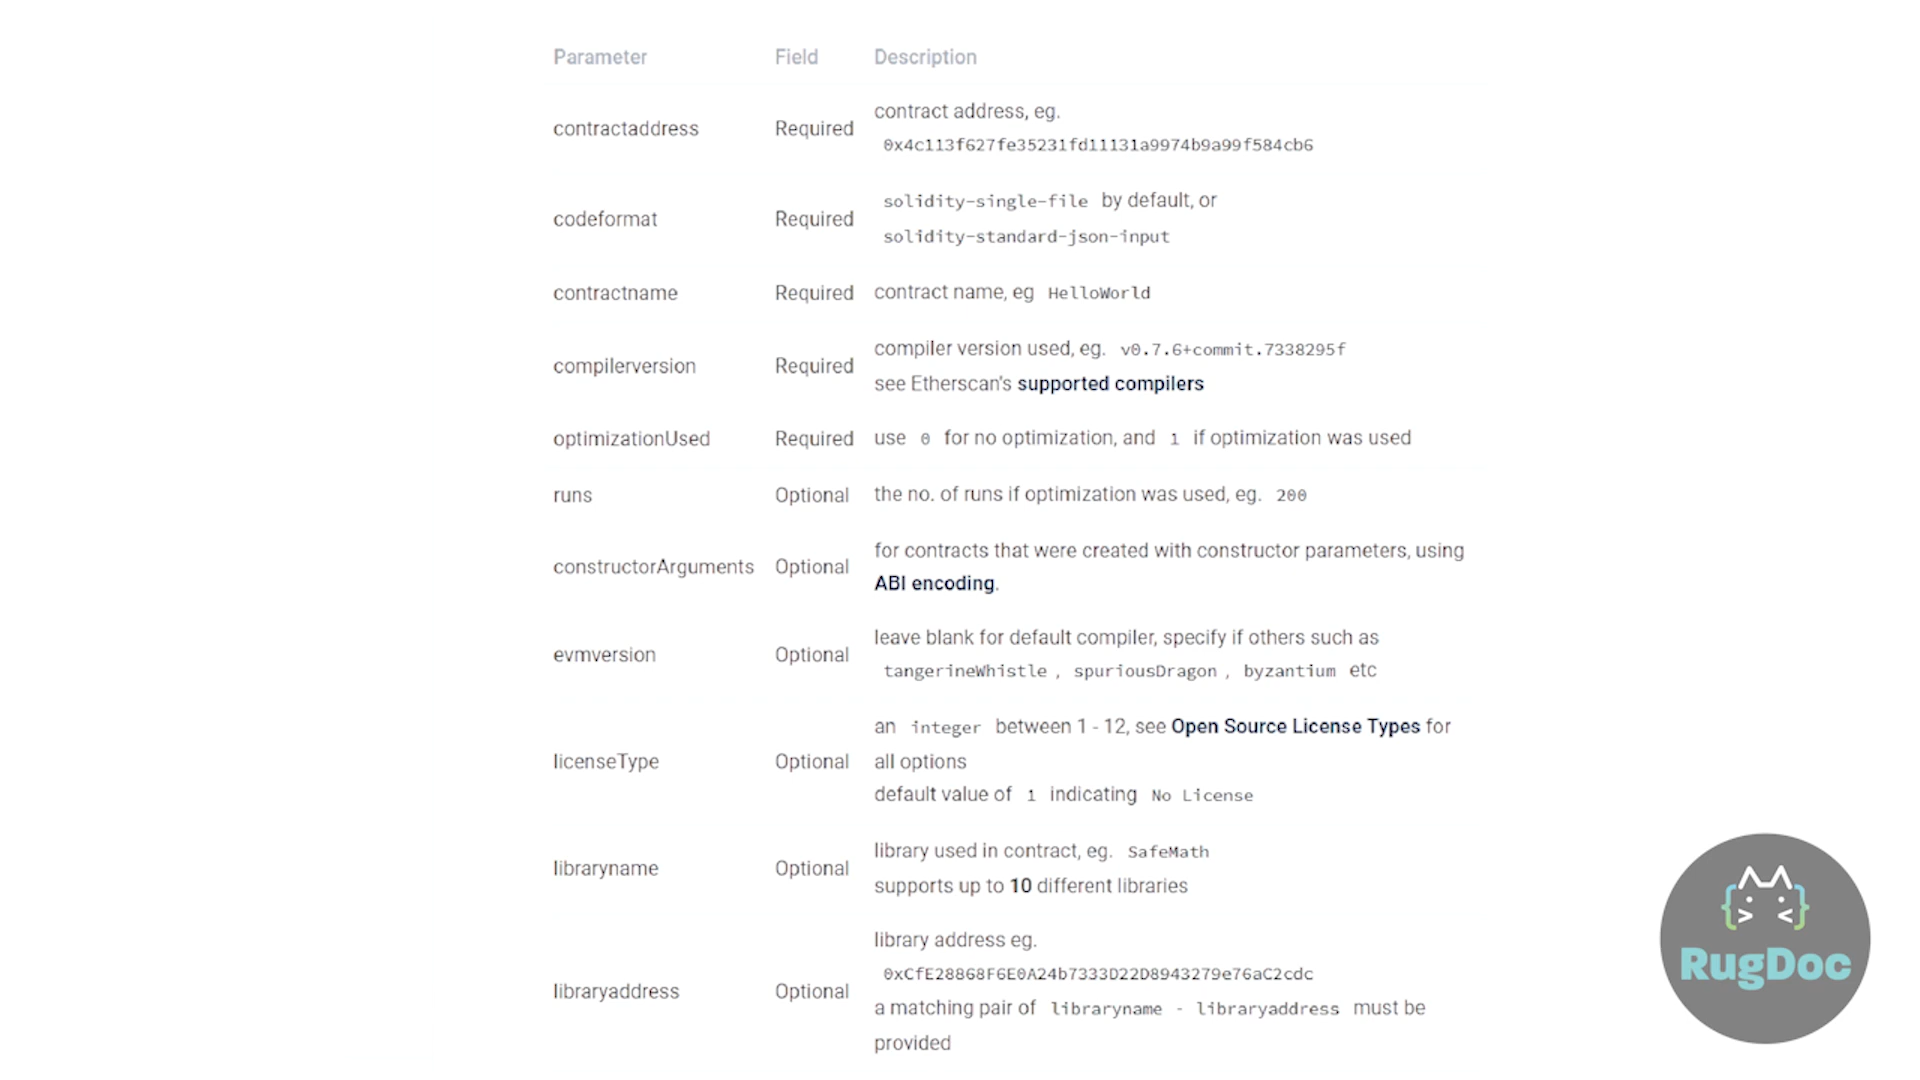 Parameter Field Description
contractaddress Required contract address, eg.
0x4c113f627fe35231fd11131a9974b9a99f584cb6
codeformat Required solidity-single-file by default, or
solidity-standard-json-input
contractname Required contract name, eg HelloWorld
compilerversion Required compiler version used, eg. v0.7.6+commit.7338295f
see Etherscan's supported compilers
optimizationUsed Required use 0 for no optimization, and 1 if optimization was used
runs Optional the no. of runs if optimization was used, eg. 200
constructorArguments Optional for contracts that were created with constructor parameters, using
ABI encoding.
evmversion Optional leave blank for default compiler, specify if others such as
tangerineWhistle , spuriousDragon , byzantium etc
licenseType Optional an integer between 1 - 12, see Open Source License Types for
all options
default value of 1 indicating No License
libraryname Optional library used in contract, eg. SafeMath
supports up to 10 different libraries
libraryaddress Optional library address eg.
0xCfE28868F6E0A24b7333D22D8943279e76aC2cdc
a matching pair of libraryname - libraryaddress must be
provided
RugDoc